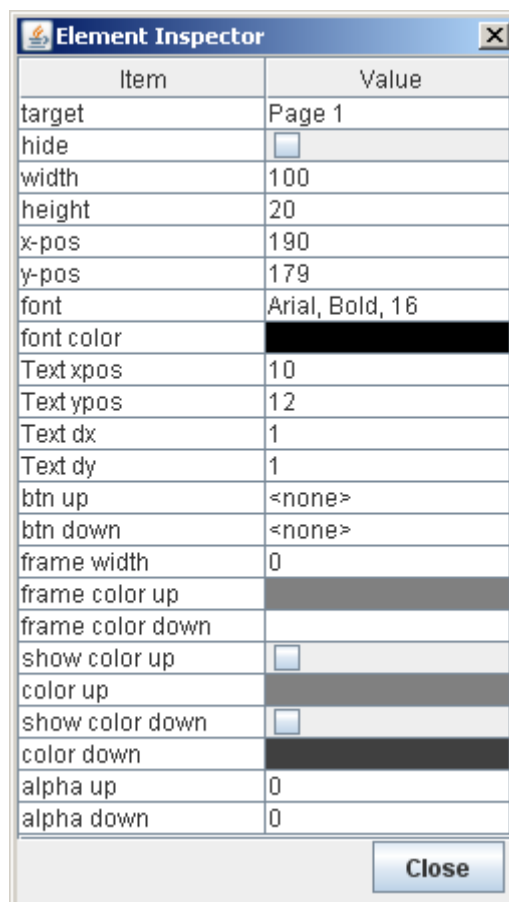 Element Inspector
Item Value
target Page 1
hide
width 100
height 20
x-pos 190
y-pos 179
font Arial, Bold, 16
font color
Text xpos 10
Text ypos 12
Text dx 1
Text dy 1
btn up <none>
btn down <none>
frame width 0
frame color up
frame color down
show color up
color up
show color down
color down
alpha up 0
alpha down 0
Close